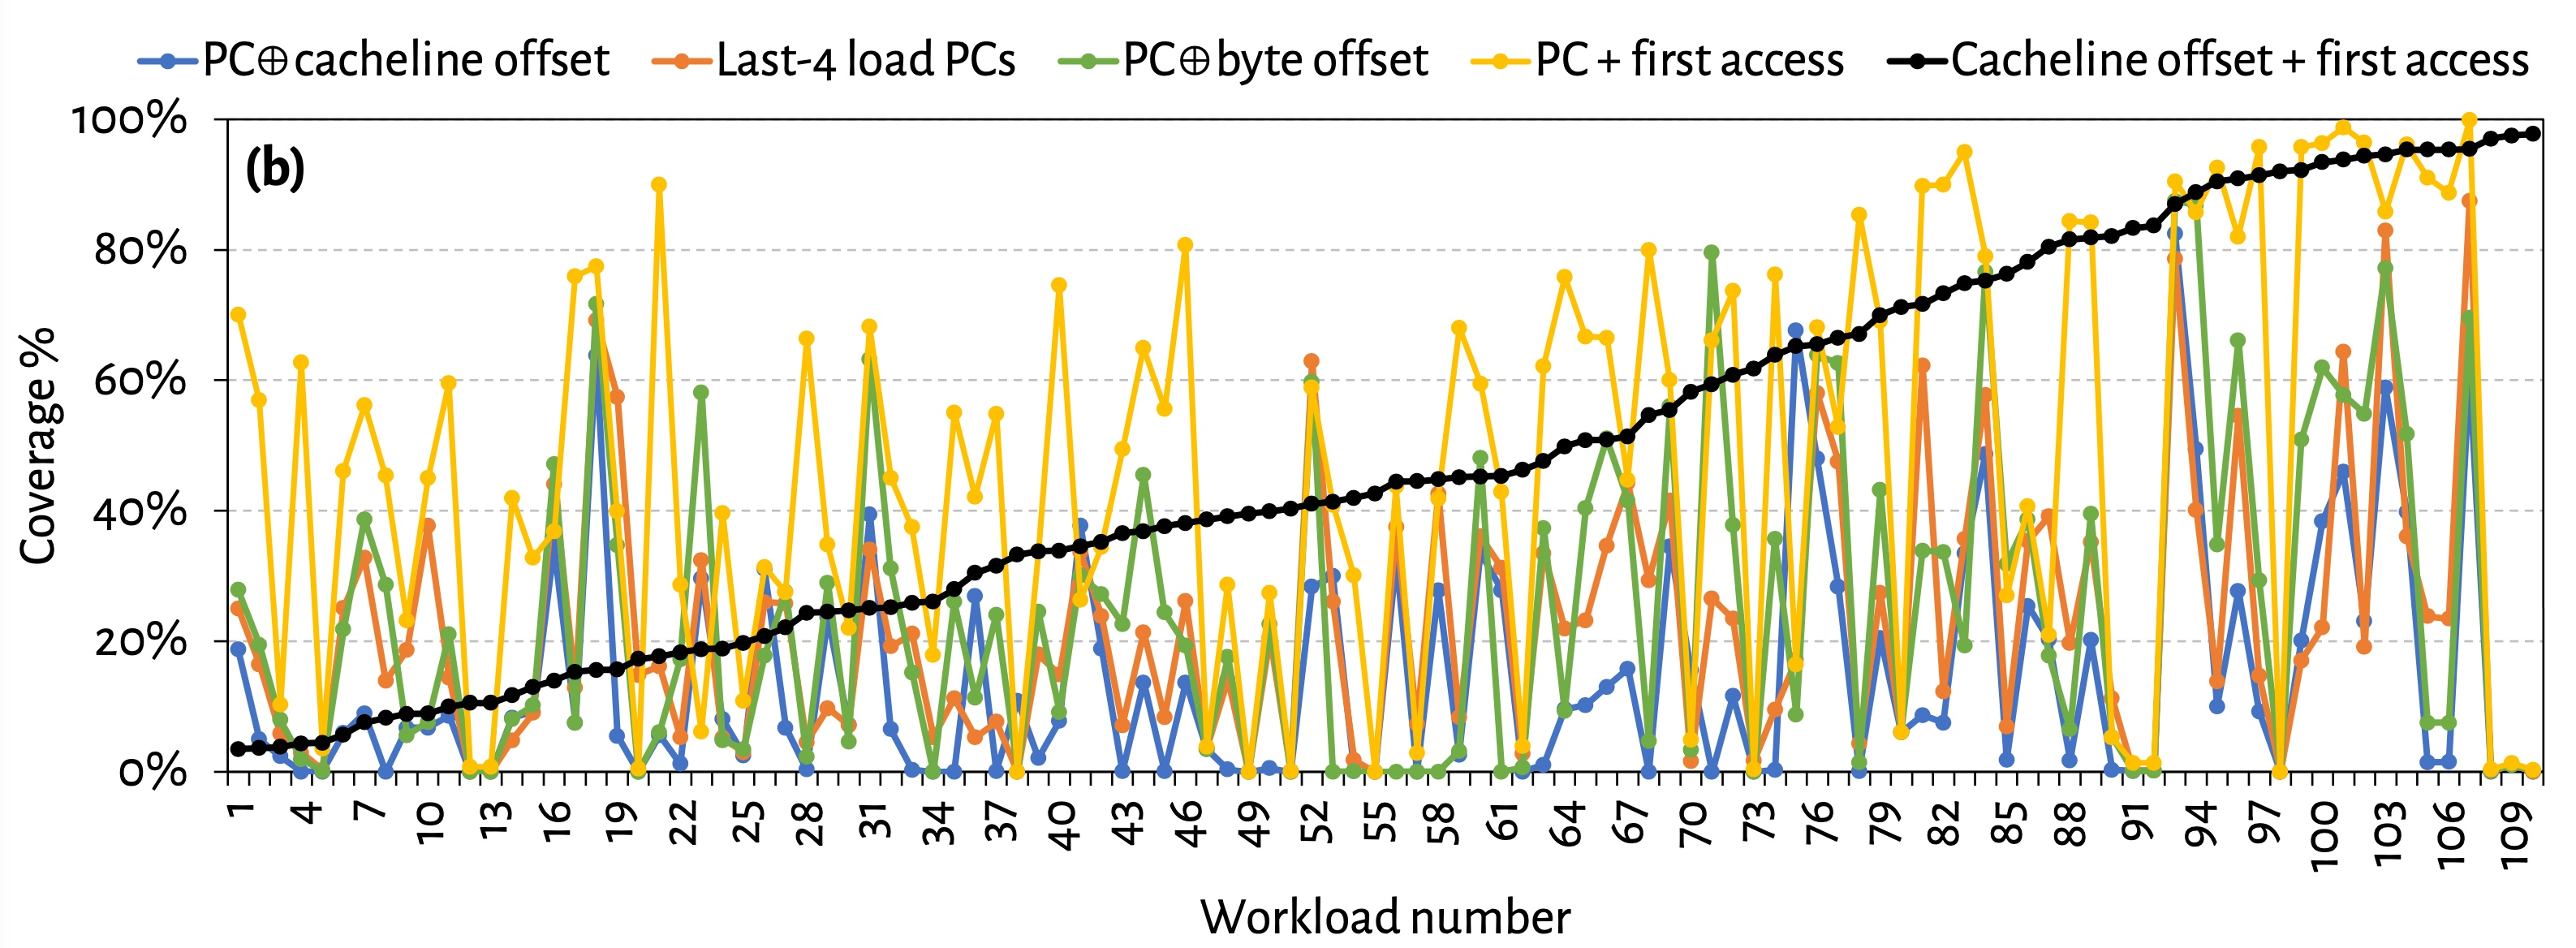 PC⊕cacheline offset Last-4 load PCs PC⊕byte offset PC + first access Cacheline offset + first access
100%
(b)
80%
60%
40%
20%
0%
Coverage %
1 4 7 10 13 16 19 22 25 28 31 34 37 40 43 46 49 52 55 58 61 64 67 70 73 76 79 82 85 88 91 94 97 100 103 106 109
Workload number